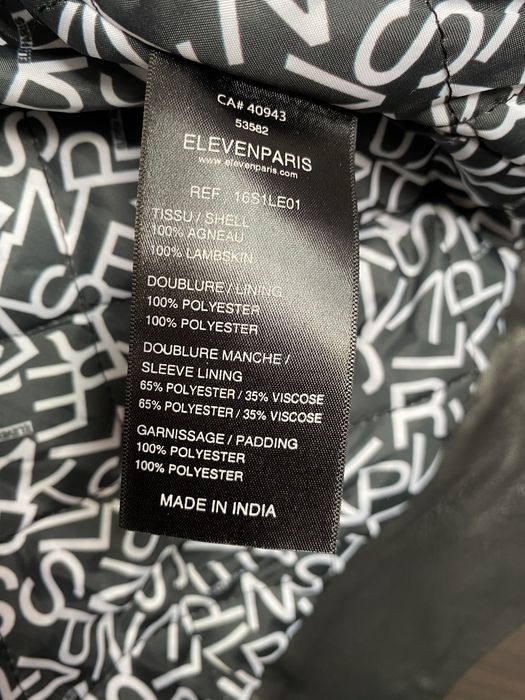 CA# 40943
53582
ELEVENPARIS
www.elevenparis.com
REF 16S1LE01
TISSU / SHELL
100% AGNEAU
100% LAMBSKIN
DOUBLURE / LINING
100% POLYESTER
100% POLYESTER
DOUBLURE MANCHE /
SLEEVE LINING
65% POLYESTER / 35% VISCOSE
65% POLYESTER / 35% VISCOSE
GARNISSAGE / PADDING
100% POLYESTER
100% POLYESTER
MADE IN INDIA